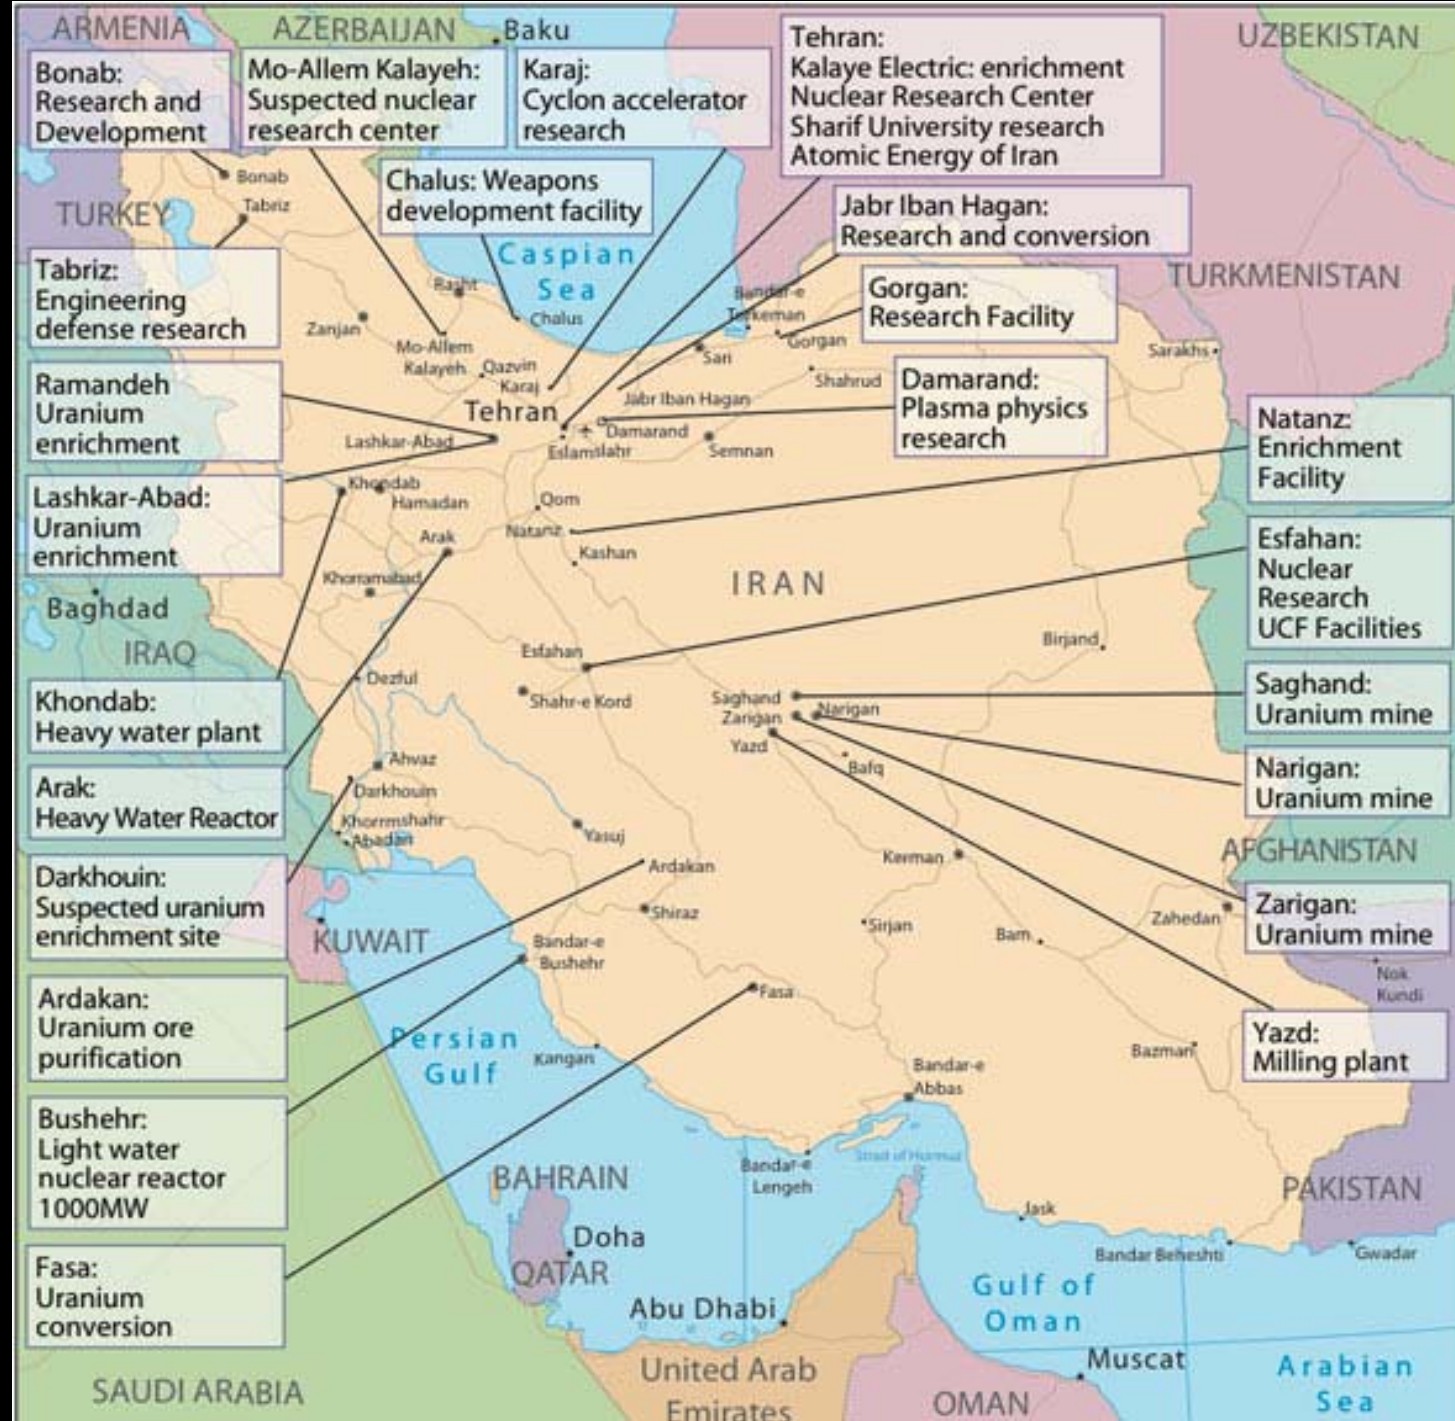 ARMENIA
AZERBAIJAN
Baku
UZBEKISTAN
Bonab:
Research and
Development
Mo-Allem Kalayeh:
Suspected nuclear
research center
Karaj:
Cyclon accelerator
research
Tehran:
Kalaye Electric: enrichment
Nuclear Research Center
Sharif University research
Atomic Energy of Iran
Chalus: Weapons
development facility
Jabr Iban Hagan:
Research and conversion
Bonab
Tabriz
TURKEY
Caspian
Sea
TURKMENISTAN
Tabriz:
Engineering
defense research
Gorgan:
Research Facility
Rasht
Chalus
Zanjan
Bandar-e
Torkeman
Gorgan
Mo-Allem
Kalayeh
Qazvin
Karaj
Sari
Shahrud
Sarakhs
Ramandeh
Uranium
enrichment
Damarand:
Plasma physics
research
Tehran
Jabr Iban Hagan
Damarand
Lashkar-Abad
Eslamslahr
Semnan
Natanz:
Enrichment
Facility
Lashkar-Abad:
Uranium
enrichment
Khondab
Hamadan
Qom
Arak
Natanz
Kashan
Esfahan:
Nuclear
Research
UCF Facilities
Khorramabad
IRAN
Baghdad
IRAQ
Birjand
Esfahan
Dezful
Shahr-e Kord
Saghand
Zarigan
Narigan
Yazd
Bafq
Saghand:
Uranium mine
Khondab:
Heavy water plant
Narigan:
Uranium mine
Arak:
Heavy Water Reactor
Ahvaz
Darkhouin
Khorrmshahr
Abadan
Yasuj
Ardakan
Kerman
AFGHANISTAN
Darkhouin:
Suspected uranium
enrichment site
Shiraz
Sirjan
Bam
Zahedan
Zarigan:
Uranium mine
KUWAIT
Bandar-e
Bushehr
Nok
Kundi
Ardakan:
Uranium ore
purification
Fasa
Persian
Gulf
Kangan
Bazman
Yazd:
Milling plant
Bandar-e
Abbas
Bushehr:
Light water
nuclear reactor
1000MW
Strait of Hormuz
Bandar-e
Lengeh
BAHRAIN
PAKISTAN
Jask
Doha
QATAR
Bandar Beheshti
Gwadar
Fasa:
Uranium
conversion
Gulf of
Oman
Abu Dhabi
Muscat
SAUDI ARABIA
United Arab
Emirates
OMAN
Arabian
Sea